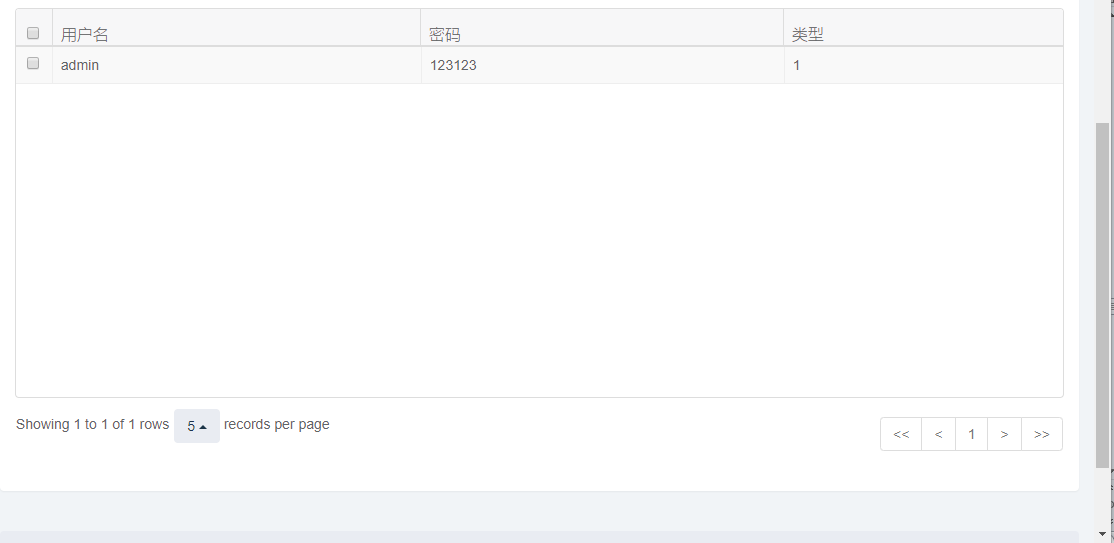 用户名 密码 类型
admin 123123 1
Showing 1 to 1 of 1 rows 5 records per page
<< < 1 > >>